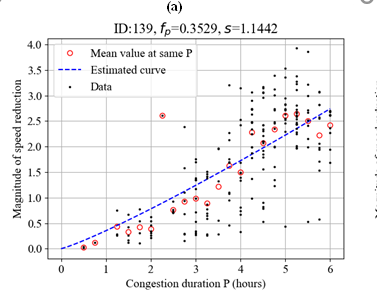 (a)
ID:139, fₚ=0.3529, s=1.1442
Mean value at same P
Estimated curve
Data
Magnitude of speed reduction
4.0
3.5
3.0
2.5
2.0
1.5
1.0
0.5
0.0
0 1 2 3 4 5 6
Congestion duration P (hours)